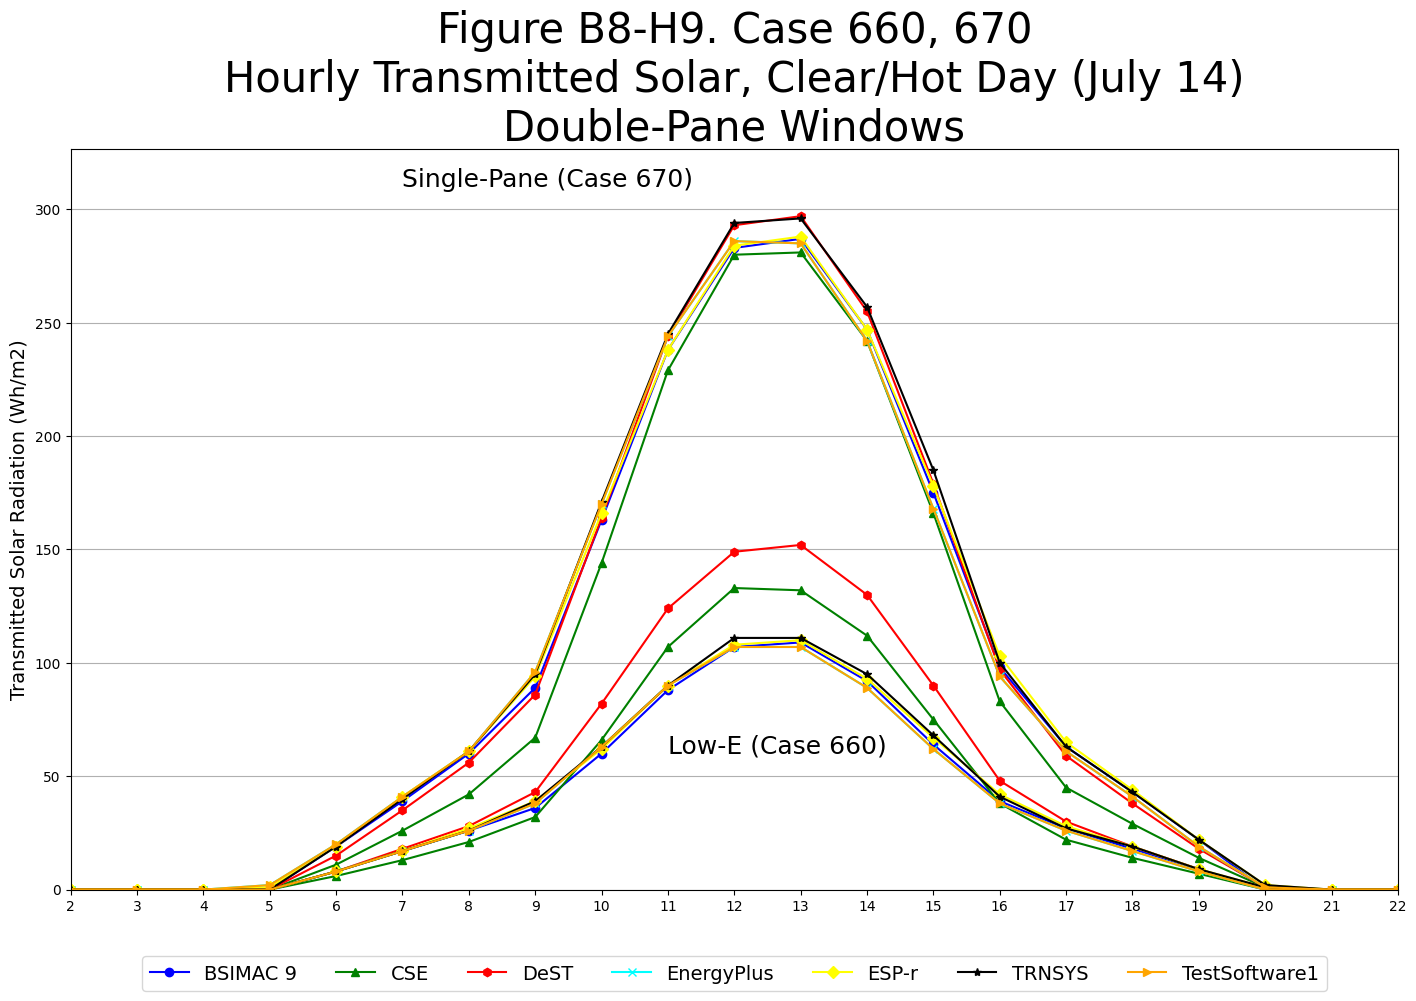 Figure B8-H9. Case 660, 670
Hourly Transmitted Solar, Clear/Hot Day (July 14)
Double-Pane Windows
Single-Pane (Case 670)
Low-E (Case 660)
Transmitted Solar Radiation (Wh/m2)
300
250
200
150
100
50
0
2 3 4 5 6 7 8 9 10 11 12 13 14 15 16 17 18 19 20 21 22
BSIMAC 9 CSE DeST EnergyPlus ESP-r TRNSYS TestSoftware1